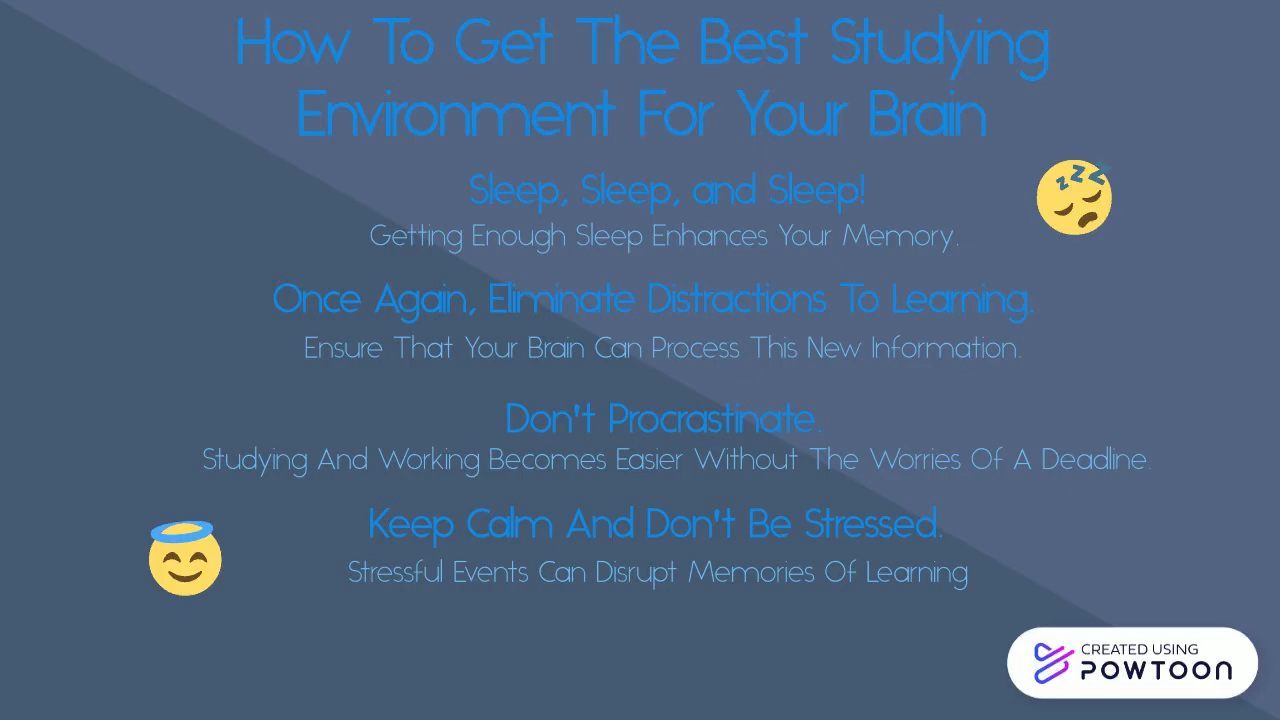 How To Get The Best Studying
Environment For Your Brain
Sleep, Sleep, and Sleep!
Getting Enough Sleep Enhances Your Memory.
Once Again, Eliminate Distractions To Learning.
Ensure That Your Brain Can Process This New Information.
Don't Procrastinate.
Studying And Working Becomes Easier Without The Worries Of A Deadline.
Keep Calm And Don't Be Stressed.
Stressful Events Can Disrupt Memories Of Learning
CREATED USING
POWTOON